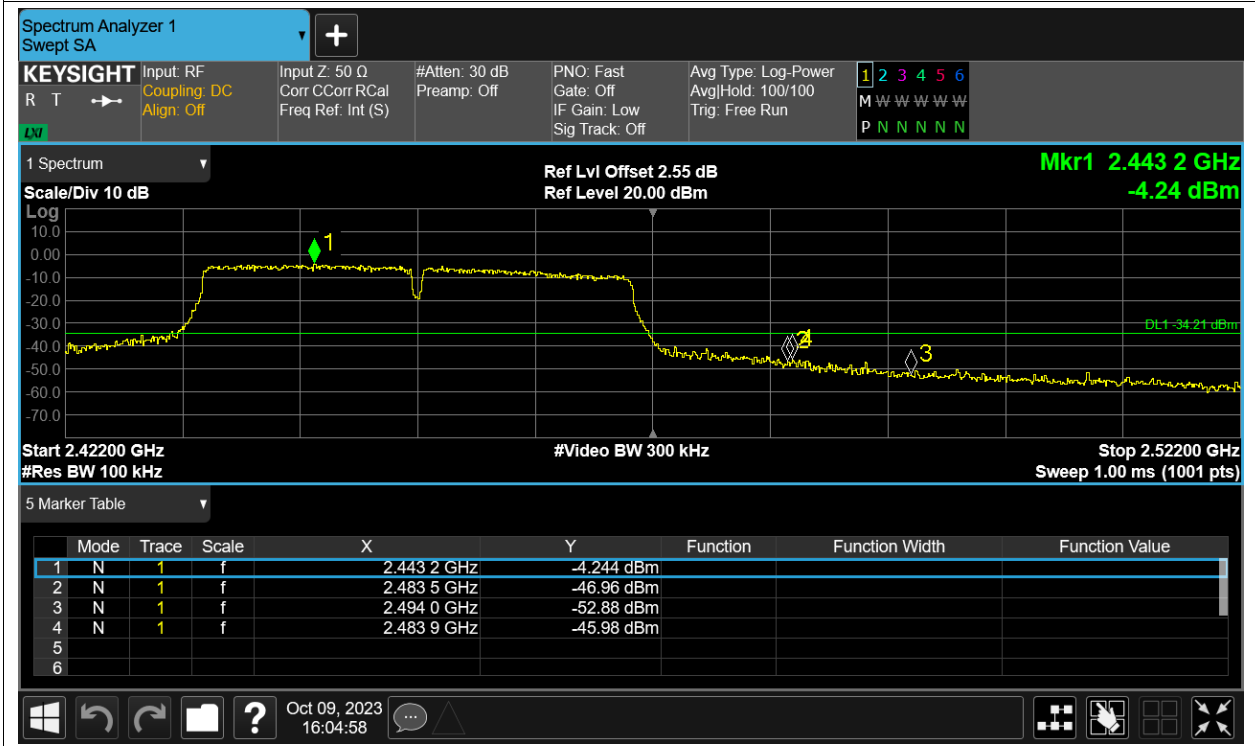 Spectrum Analyzer 1
Swept SA
+
KEYSIGHT
R T
LXI
Input: RF
Coupling: DC
Align: Off
Input Z: 50 Ω
Corr CCorr RCal
Freq Ref: Int (S)
#Atten: 30 dB
Preamp: Off
PNO: Fast
Gate: Off
IF Gain: Low
Sig Track: Off
Avg Type: Log-Power
Avg|Hold: 100/100
Trig: Free Run
1 2 3 4 5 6
M W W W W W
P N N N N N
1 Spectrum
Scale/Div 10 dB
Ref Lvl Offset 2.55 dB
Ref Level 20.00 dBm
Mkr1 2.443 2 GHz
-4.24 dBm
Log
10.0
0.00
-10.0
-20.0
-30.0
-40.0
-50.0
-60.0
-70.0
1
4
3
DL1 -34.21 dBm
Start 2.42200 GHz
#Video BW 300 kHz
Stop 2.52200 GHz
#Res BW 100 kHz
Sweep 1.00 ms (1001 pts)
5 Marker Table
Mode Trace Scale X Y Function Function Width Function Value
1 N 1 f 2.443 2 GHz -4.244 dBm
2 N 1 f 2.483 5 GHz -46.96 dBm
3 N 1 f 2.494 0 GHz -52.88 dBm
4 N 1 f 2.483 9 GHz -45.98 dBm
5
6
?
Oct 09, 2023
16:04:58